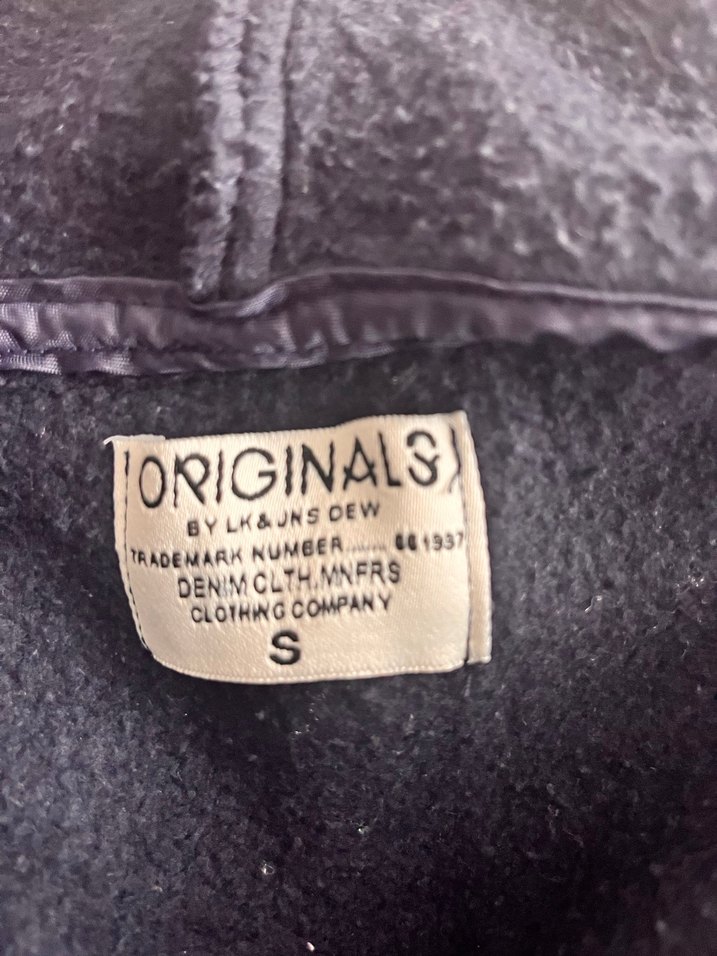 ORIGINALS
BY LK & JNS DEW
TRADEMARK NUMBER ....... 661937
DENIM CLTH. MNFRS
CLOTHING COMPANY
S